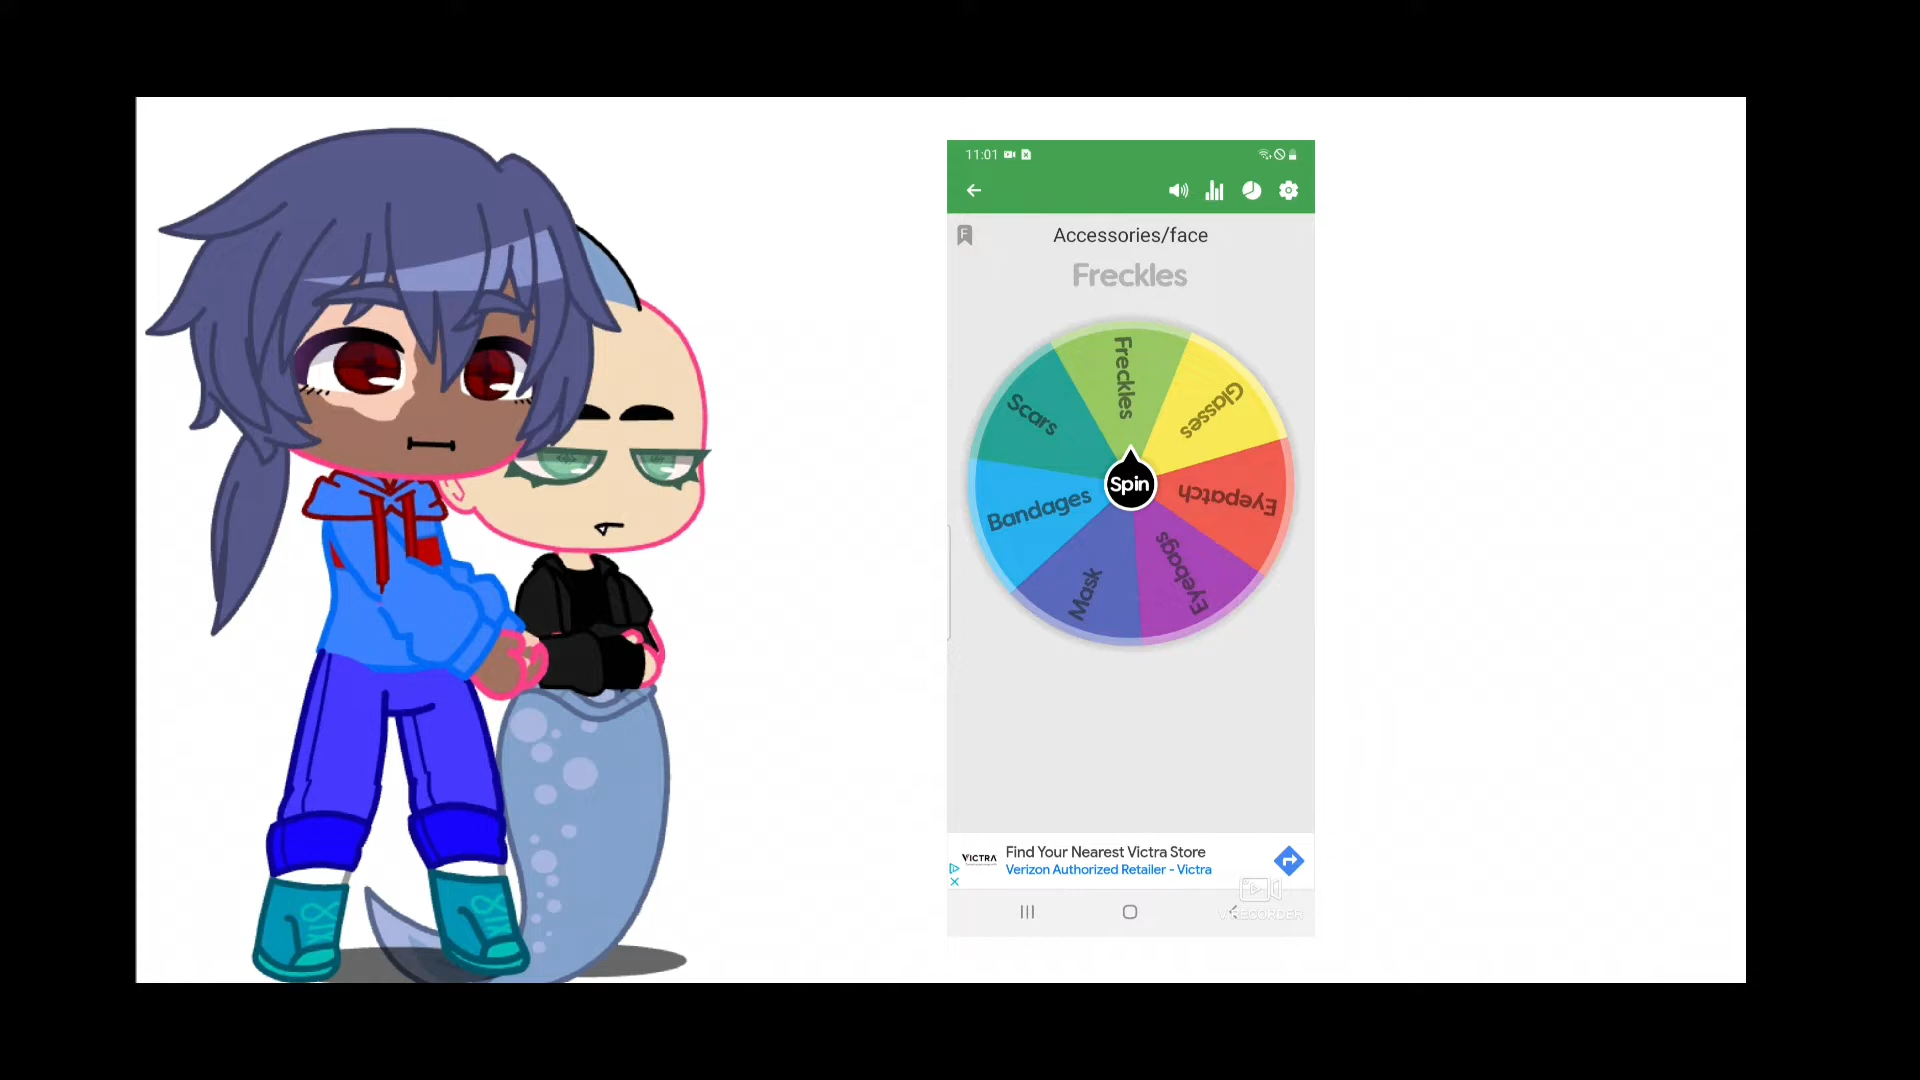 11:01
F
Accessories/face
Freckles
Freckles
Glasses
Eyepatch
Eyebags
Mask
Bandages
Scars
Spin
VICTRA
Find Your Nearest Victra Store
Verizon Authorized Retailer - Victra
VRECORDER